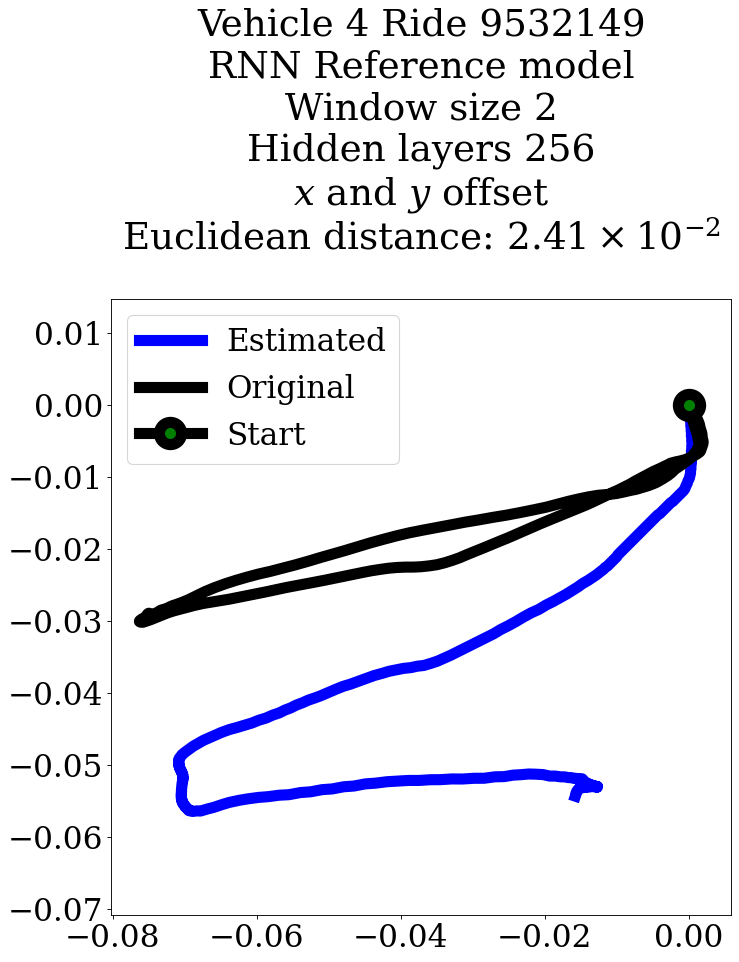 Vehicle 4 Ride 9532149
RNN Reference model
Window size 2
Hidden layers 256
x and y offset
Euclidean distance: 2.41 × 10⁻²
Estimated
Original
Start
0.01
0.00
−0.01
−0.02
−0.03
−0.04
−0.05
−0.06
−0.07
−0.08 −0.06 −0.04 −0.02 0.00